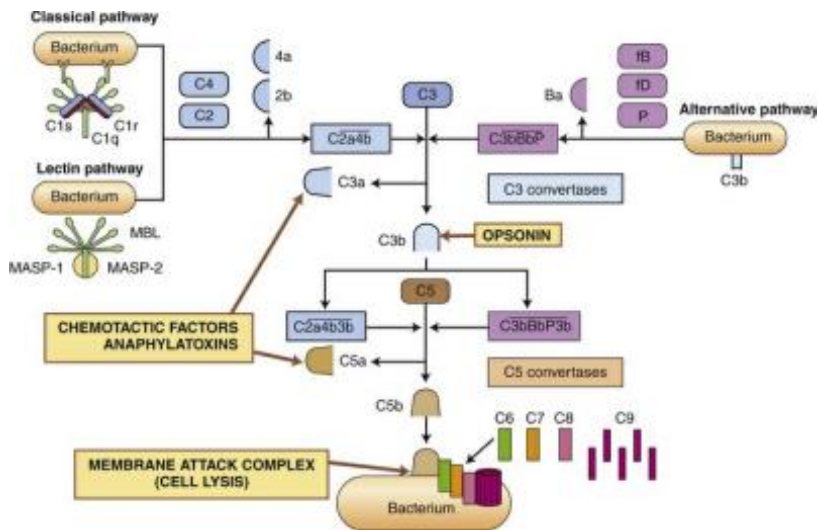 Classical pathway
Bacterium
C1s
C1r
C1q
Lectin pathway
Bacterium
MBL
MASP-1
MASP-2
C4
C2
4a
2b
C2a4b
C3
C3bBbP
Ba
fB
fD
P
Alternative pathway
Bacterium
C3b
C3a
C3 convertases
C3b
OPSONIN
C5
C2a4b3b
C3bBbP3b
CHEMOTACTIC FACTORS
ANAPHYLATOXINS
C5a
C5 convertases
C5b
C6
C7
C8
C9
MEMBRANE ATTACK COMPLEX
(CELL LYSIS)
Bacterium